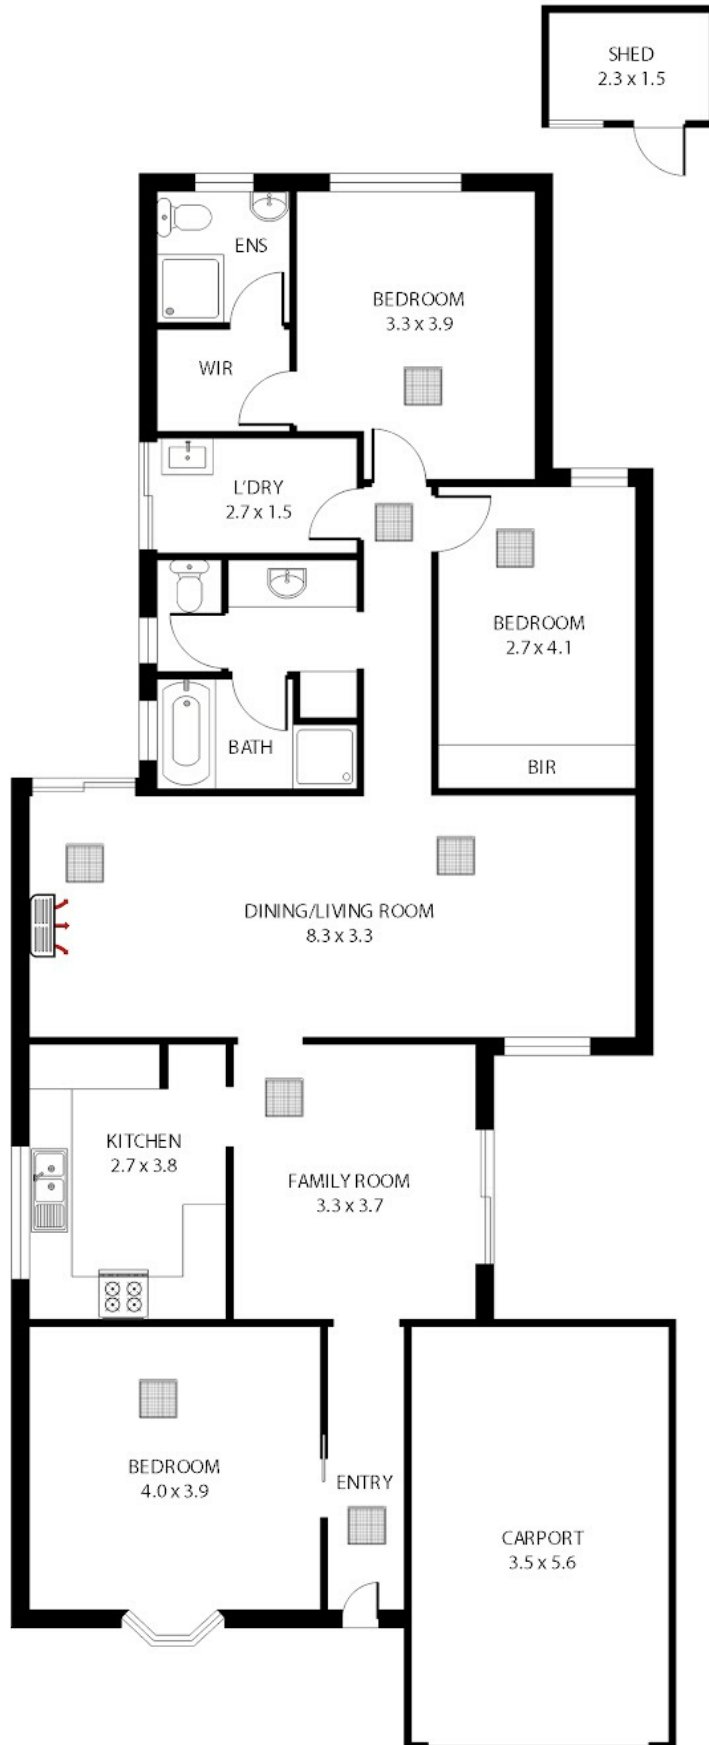 SHED
2.3 x 1.5
ENS
BEDROOM
3.3 x 3.9
WIR
L'DRY
2.7 x 1.5
BEDROOM
2.7 x 4.1
BATH
BIR
DINING/LIVING ROOM
8.3 x 3.3
KITCHEN
2.7 x 3.8
FAMILY ROOM
3.3 x 3.7
BEDROOM
4.0 x 3.9
ENTRY
CARPORT
3.5 x 5.6